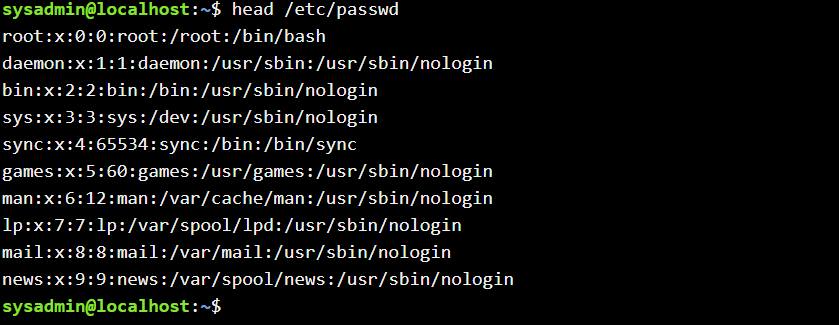 sysadmin@localhost:~$ head /etc/passwd
root:x:0:0:root:/root:/bin/bash
daemon:x:1:1:daemon:/usr/sbin:/usr/sbin/nologin
bin:x:2:2:bin:/bin:/usr/sbin/nologin
sys:x:3:3:sys:/dev:/usr/sbin/nologin
sync:x:4:65534:sync:/bin:/bin/sync
games:x:5:60:games:/usr/games:/usr/sbin/nologin
man:x:6:12:man:/var/cache/man:/usr/sbin/nologin
lp:x:7:7:lp:/var/spool/lpd:/usr/sbin/nologin
mail:x:8:8:mail:/var/mail:/usr/sbin/nologin
news:x:9:9:news:/var/spool/news:/usr/sbin/nologin
sysadmin@localhost:~$